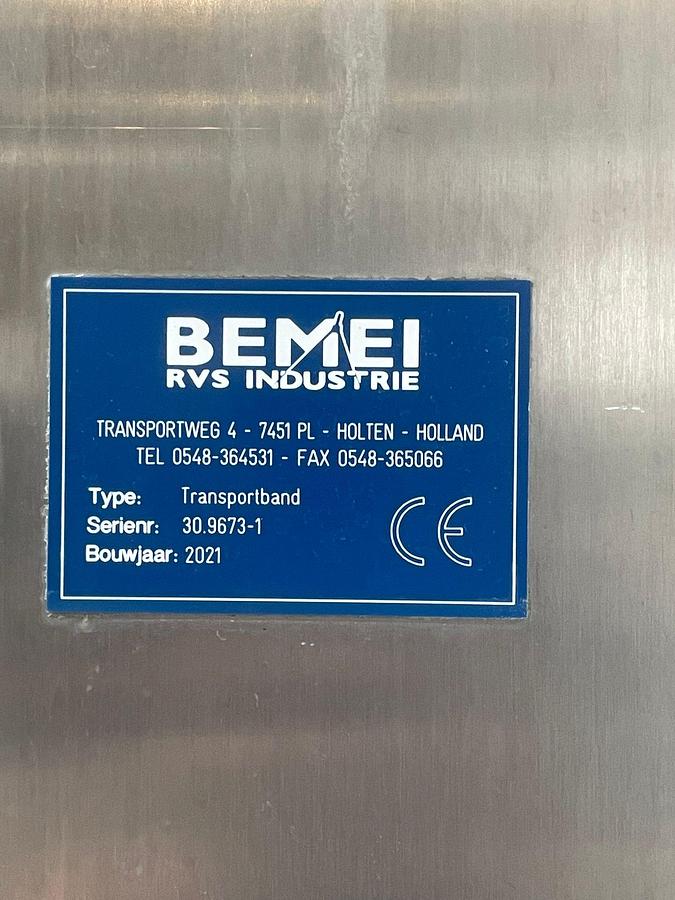 BEMEI
RVS INDUSTRIE
TRANSPORTWEG 4 - 7451 PL - HOLTEN - HOLLAND
TEL 0548-364531 - FAX 0548-365066
Type: Transportband
Serienr: 30.9673-1
Bouwjaar: 2021
CE